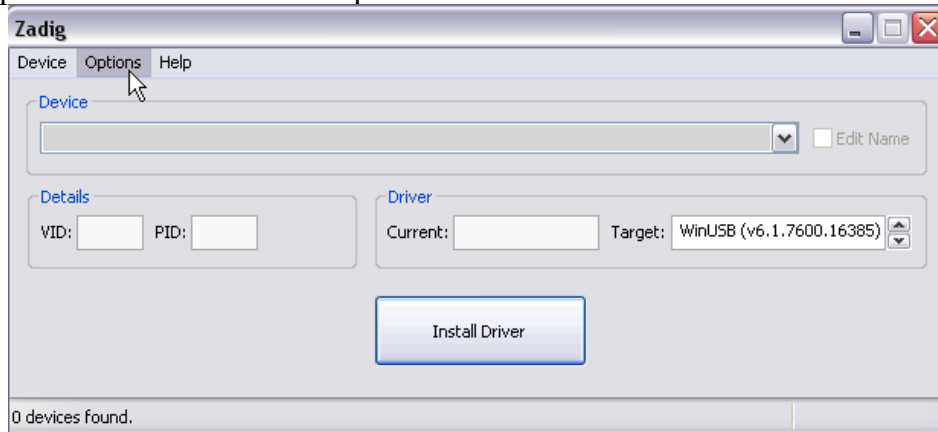 Zadig
Device Options Help
Device
Edit Name
Details
Driver
VID: PID: Current: Target: WinUSB (v6.1.7600.16385)
Install Driver
0 devices found.